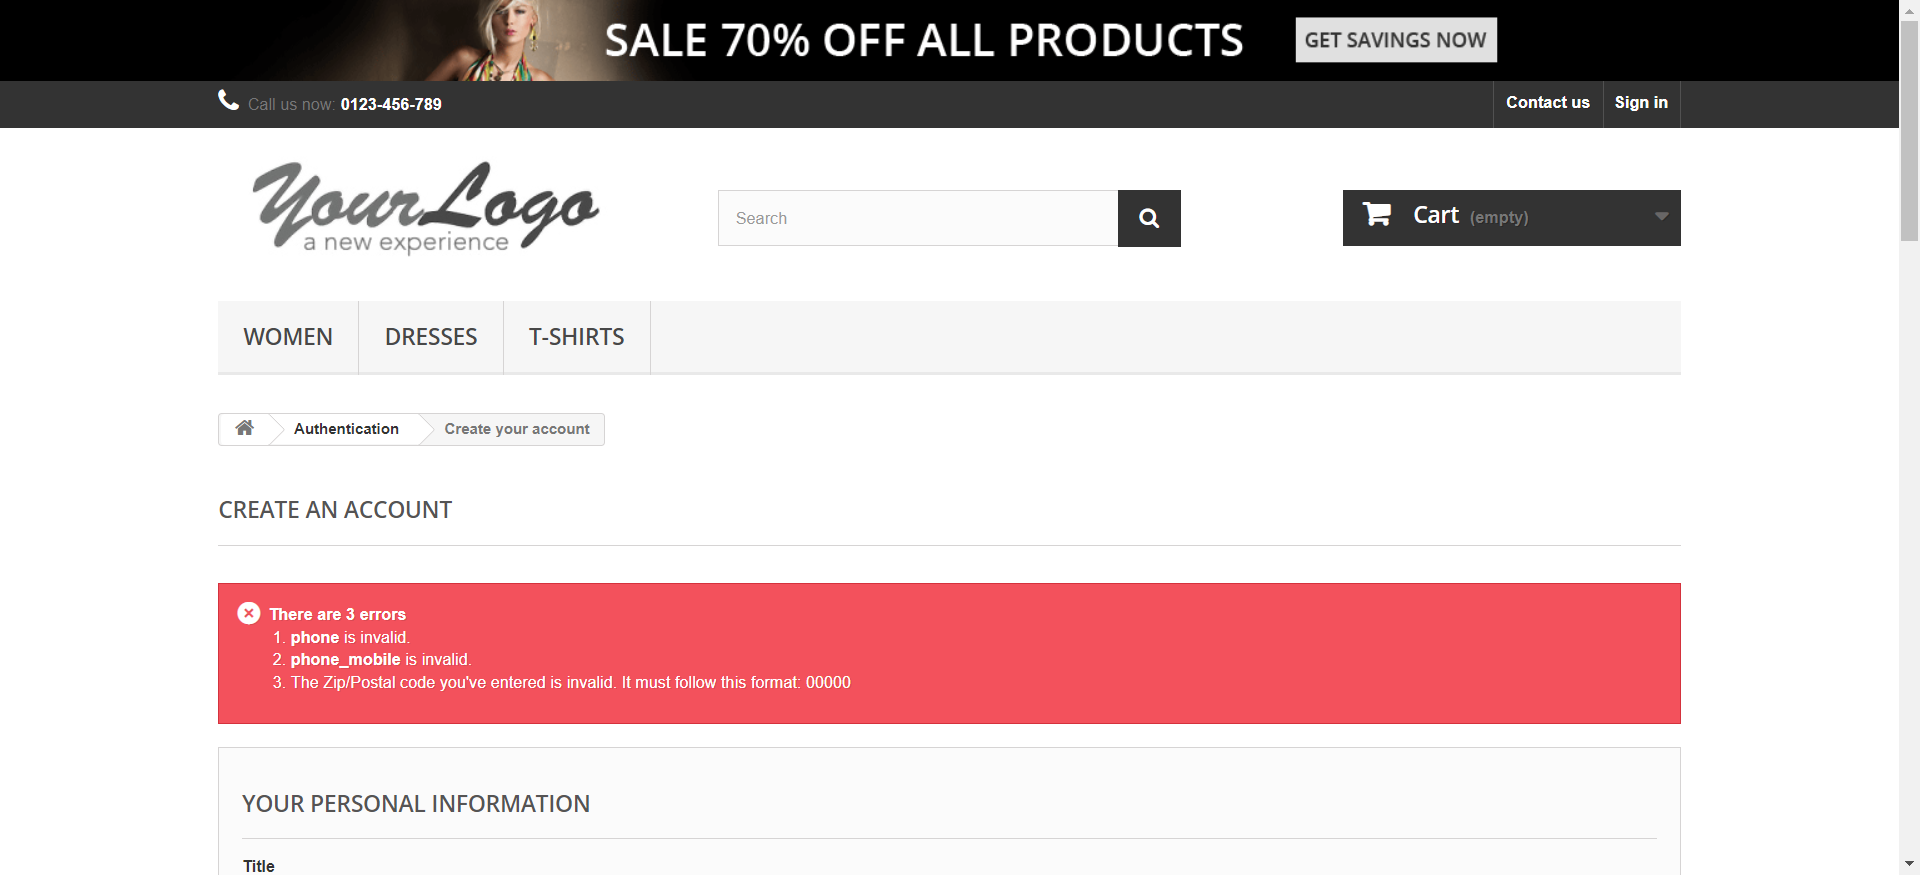 SALE 70% OFF ALL PRODUCTS GET SAVINGS NOW
Call us now: 0123-456-789 Contact us Sign in
YourLogo
a new experience
Search
Cart (empty)
WOMEN DRESSES T-SHIRTS
Authentication Create your account
CREATE AN ACCOUNT
There are 3 errors
1. phone is invalid.
2. phone_mobile is invalid.
3. The Zip/Postal code you've entered is invalid. It must follow this format: 00000
YOUR PERSONAL INFORMATION
Title